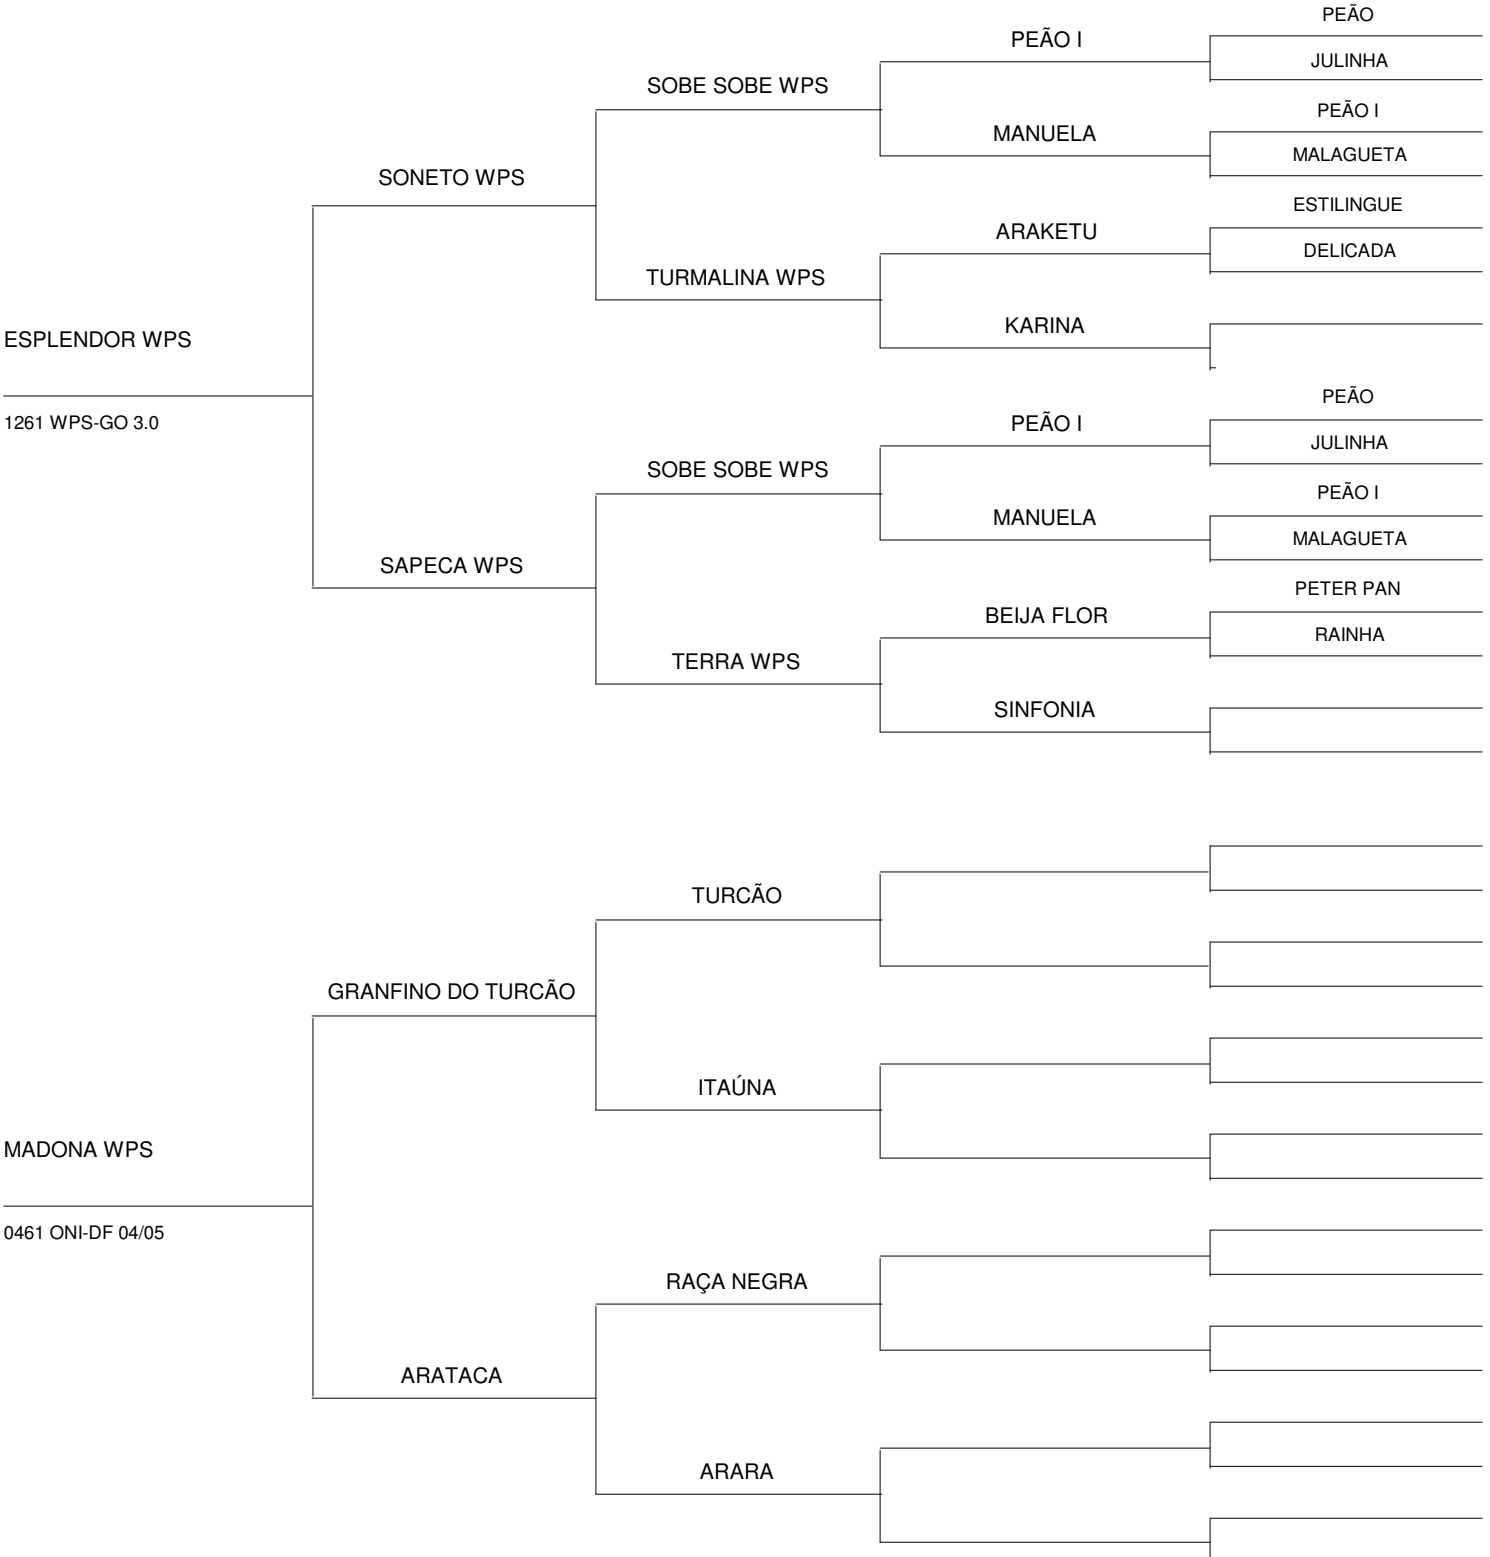 PEÃO
PEÃO I
JULINHA
SOBE SOBE WPS
PEÃO I
MANUELA
MALAGUETA
SONETO WPS
ESTILINGUE
ARAKETU
DELICADA
TURMALINA WPS
KARINA
ESPLENDOR WPS
PEÃO
1261 WPS-GO 3.0
PEÃO I
JULINHA
SOBE SOBE WPS
PEÃO I
MANUELA
MALAGUETA
SAPECA WPS
PETER PAN
BEIJA FLOR
RAINHA
TERRA WPS
SINFONIA
TURCÃO
GRANFINO DO TURCÃO
ITAÚNA
MADONA WPS
0461 ONI-DF 04/05
RAÇA NEGRA
ARATACA
ARARA